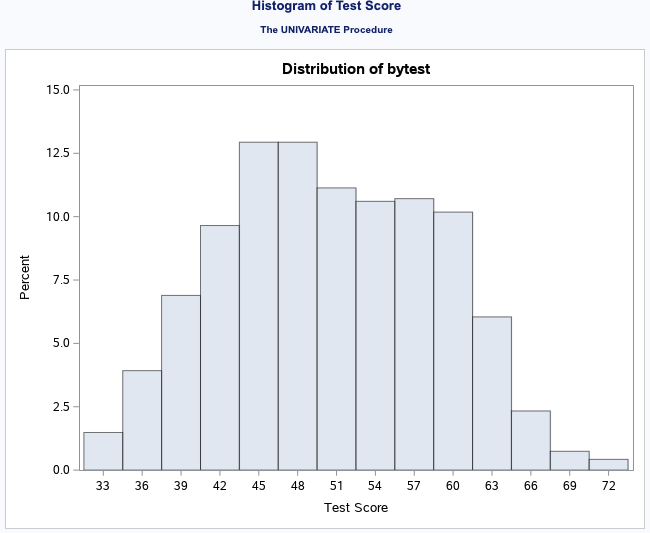 Histogram of Test Score
The UNIVARIATE Procedure
Distribution of bytest
15.0
12.5
10.0
7.5
5.0
2.5
0.0
Percent
33 36 39 42 45 48 51 54 57 60 63 66 69 72
Test Score